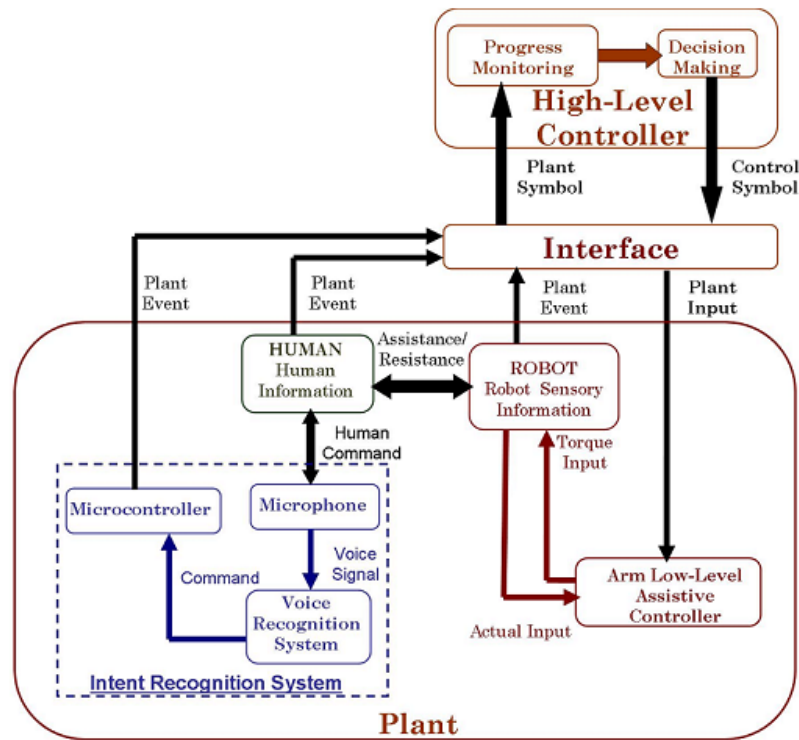 Progress
Monitoring
Decision
Making
High-Level
Controller
Plant
Symbol
Control
Symbol
Interface
Plant
Event
Plant
Event
Plant
Event
Plant
Input
HUMAN
Human
Information
Assistance/
Resistance
ROBOT
Robot Sensory
Information
Human
Command
Torque
Input
Microcontroller
Microphone
Command
Voice
Signal
Voice
Recognition
System
Arm Low-Level
Assistive
Controller
Actual Input
Intent Recognition System
Plant